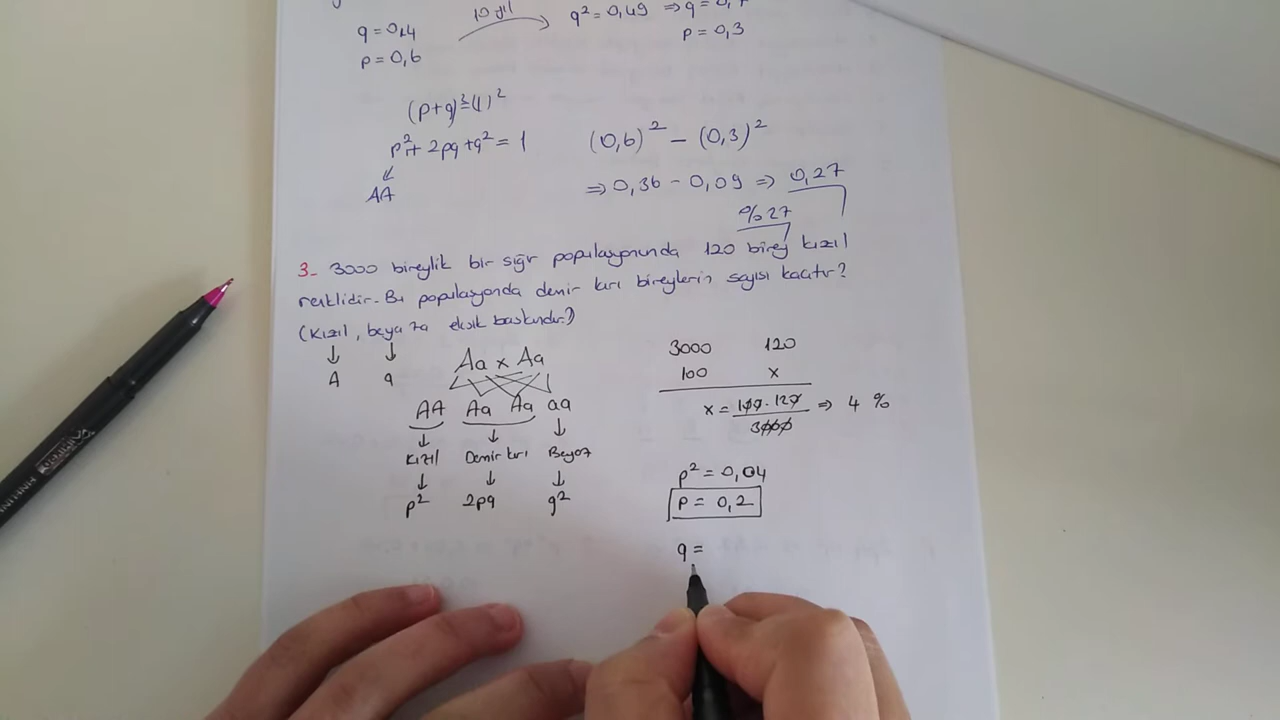 q=0,4
p=0,6
10 yıl
q²=0,49 ⇒ q=0,7
p=0,3
(p+q)²=(1)²
p²+2pq+q²=1
AA
(0,6)² - (0,3)²
⇒ 0,36 - 0,09 ⇒ 0,27
%27
3- 3000 bireylik bir sığır populasyonunda 120 birey kızıl
renklidir. Bu populasyonda demir kırı bireylerin sayısı kaçtır?
(Kızıl, beyaza eksik baskındır.)
↓ ↓
A a
Aa x Aa
AA Aa Aa aa
↓ ↓ ↓
Kızıl Demir kırı Beyaz
↓ ↓ ↓
p² 2pq q²
3000 120
100 x
x = 100.120 ⇒ 4 %
3000
p² = 0,04
p = 0,2
q =